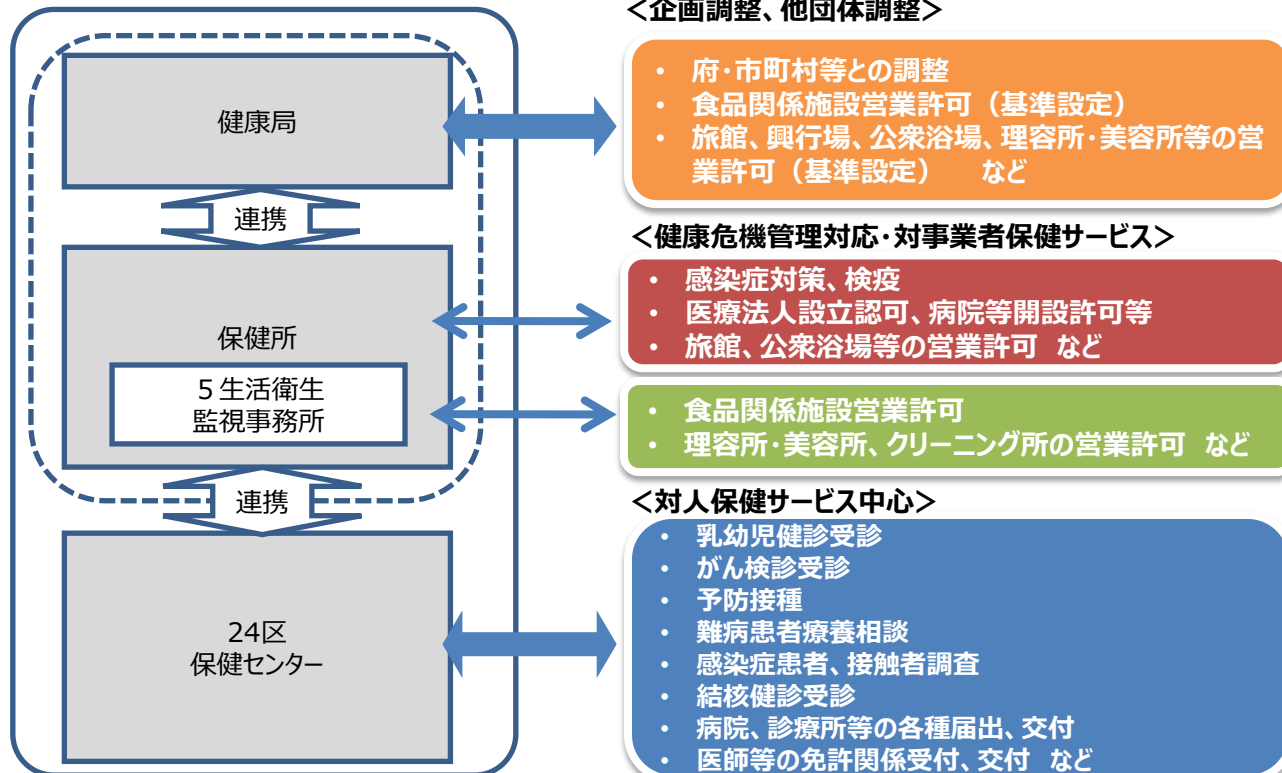 <企画調整、他団体調整>
健康局
・ 府・市町村等との調整
・ 食品関係施設営業許可（基準設定）
・ 旅館、興行場、公衆浴場、理容所・美容所等の営
業許可（基準設定）　など
連携
<健康危機管理対応・対事業者保健サービス>
保健所
・ 感染症対策、検疫
・ 医療法人設立認可、病院等開設許可等
・ 旅館、公衆浴場等の営業許可 など
５生活衛生
監視事務所
・ 食品関係施設営業許可
・ 理容所・美容所、クリーニング所の営業許可 など
連携
<対人保健サービス中心>
24区
保健センター
・ 乳幼児健診受診
・ がん検診受診
・ 予防接種
・ 難病患者療養相談
・ 感染症患者、接触者調査
・ 結核健診受診
・ 病院、診療所等の各種届出、交付
・ 医師等の免許関係受付、交付 など